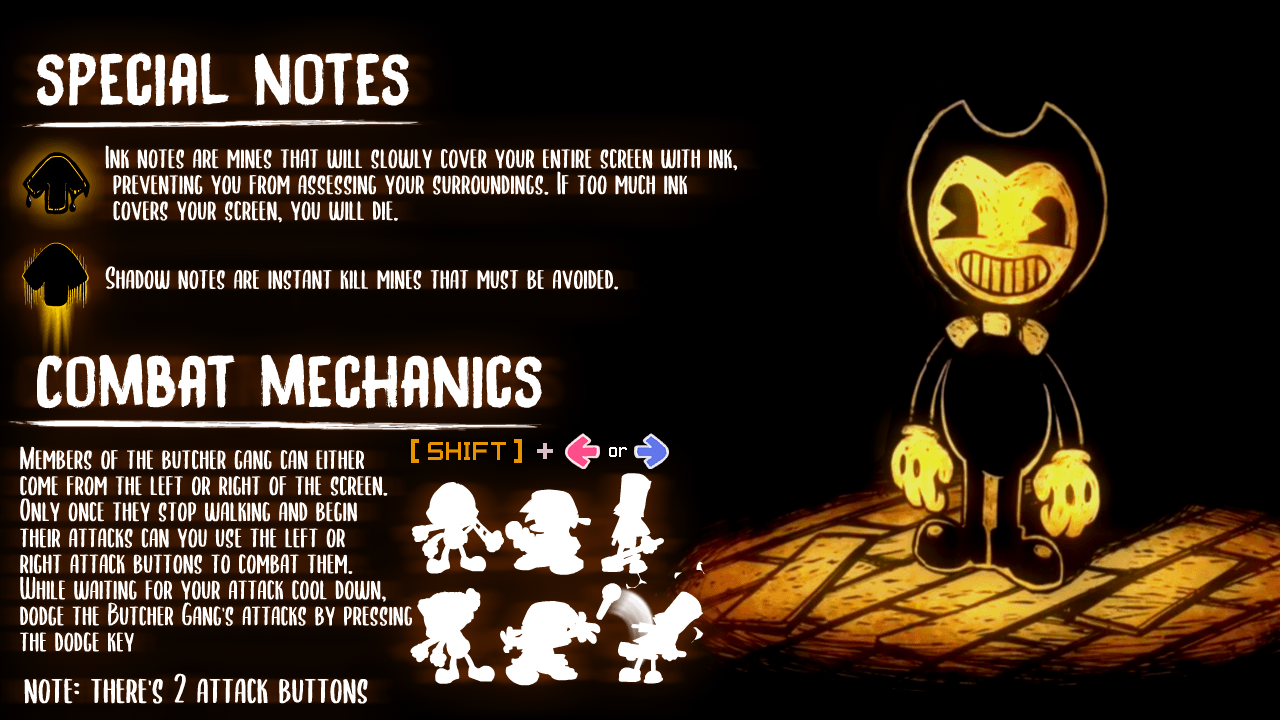 SPECIAL NOTES
INK NOTES ARE MINES THAT WILL SLOWLY COVER YOUR ENTIRE SCREEN WITH INK,
PREVENTING YOU FROM ASSESSING YOUR SURROUNDINGS. IF TOO MUCH INK
COVERS YOUR SCREEN, YOU WILL DIE.
SHADOW NOTES ARE INSTANT KILL MINES THAT MUST BE AVOIDED.
COMBAT MECHANICS
MEMBERS OF THE BUTCHER GANG CAN EITHER
COME FROM THE LEFT OR RIGHT OF THE SCREEN.
ONLY ONCE THEY STOP WALKING AND BEGIN
THEIR ATTACKS CAN YOU USE THE LEFT OR
RIGHT ATTACK BUTTONS TO COMBAT THEM.
WHILE WAITING FOR YOUR ATTACK COOL DOWN,
DODGE THE BUTCHER GANG'S ATTACKS BY PRESSING
THE DODGE KEY
NOTE: THERE'S 2 ATTACK BUTTONS
[SHIFT] + or